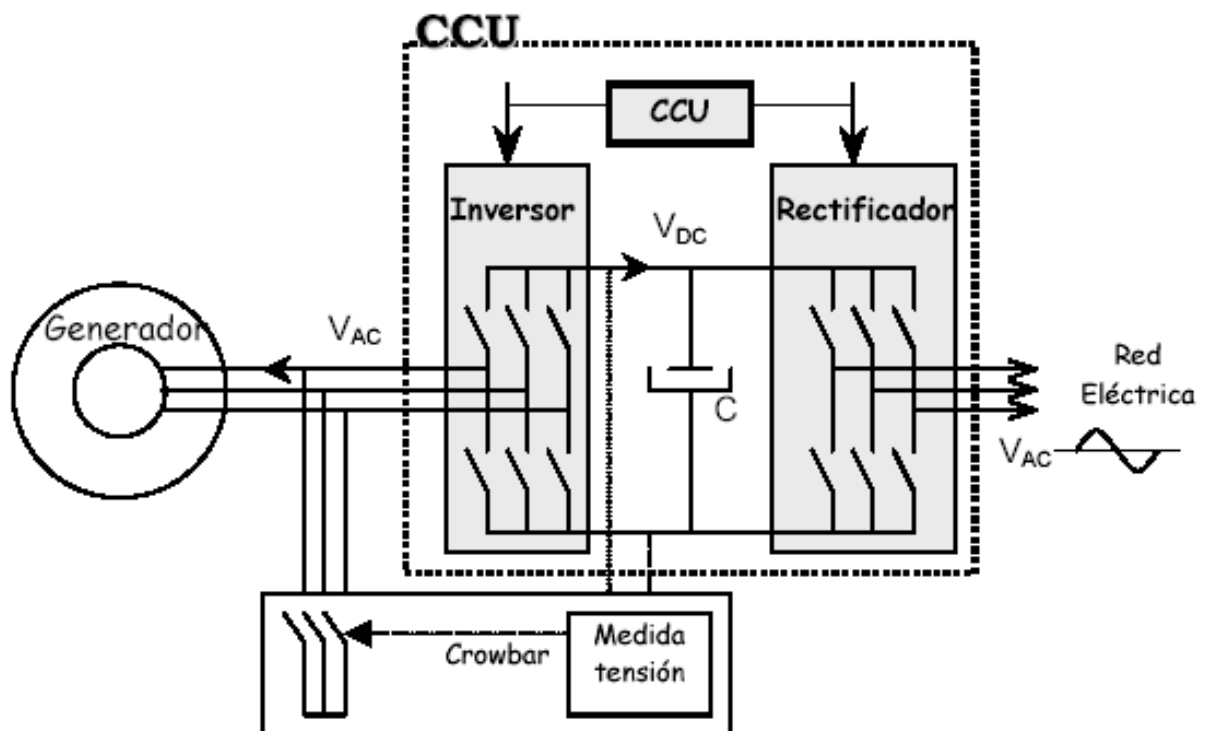 CCU
CCU
Inversor
Rectificador
VDC
Generador
VAC
C
Red
Eléctrica
VAC
Crowbar
Medida
tensión